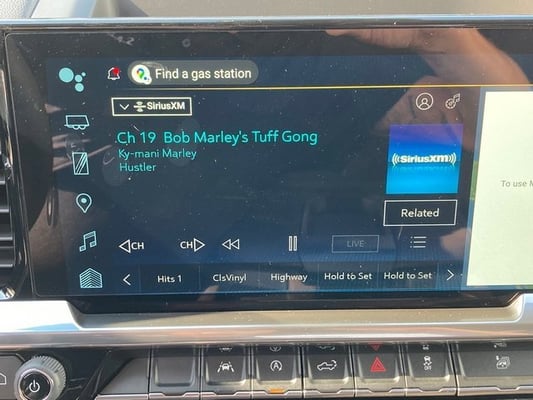 Find a gas station
SiriusXM
Ch 19 Bob Marley's Tuff Gong
Ky-mani Marley
Hustler
((SiriusXM))
To use M
Related
CH
CH
LIVE
Hits 1
ClsVinyl
Highway
Hold to Set
Hold to Set